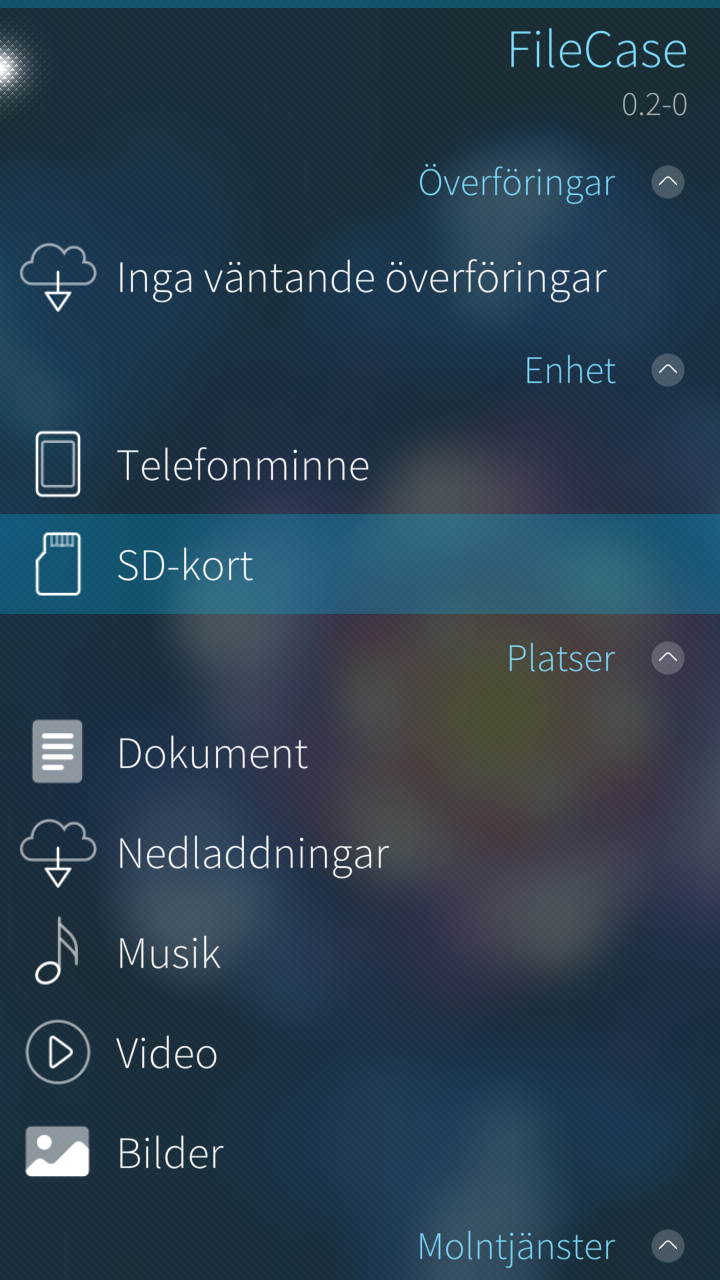 FileCase
0.2-0
Överföringar
Inga väntande överföringar
Enhet
Telefonminne
SD-kort
Platser
Dokument
Nedladdningar
Musik
Video
Bilder
Molntjänster